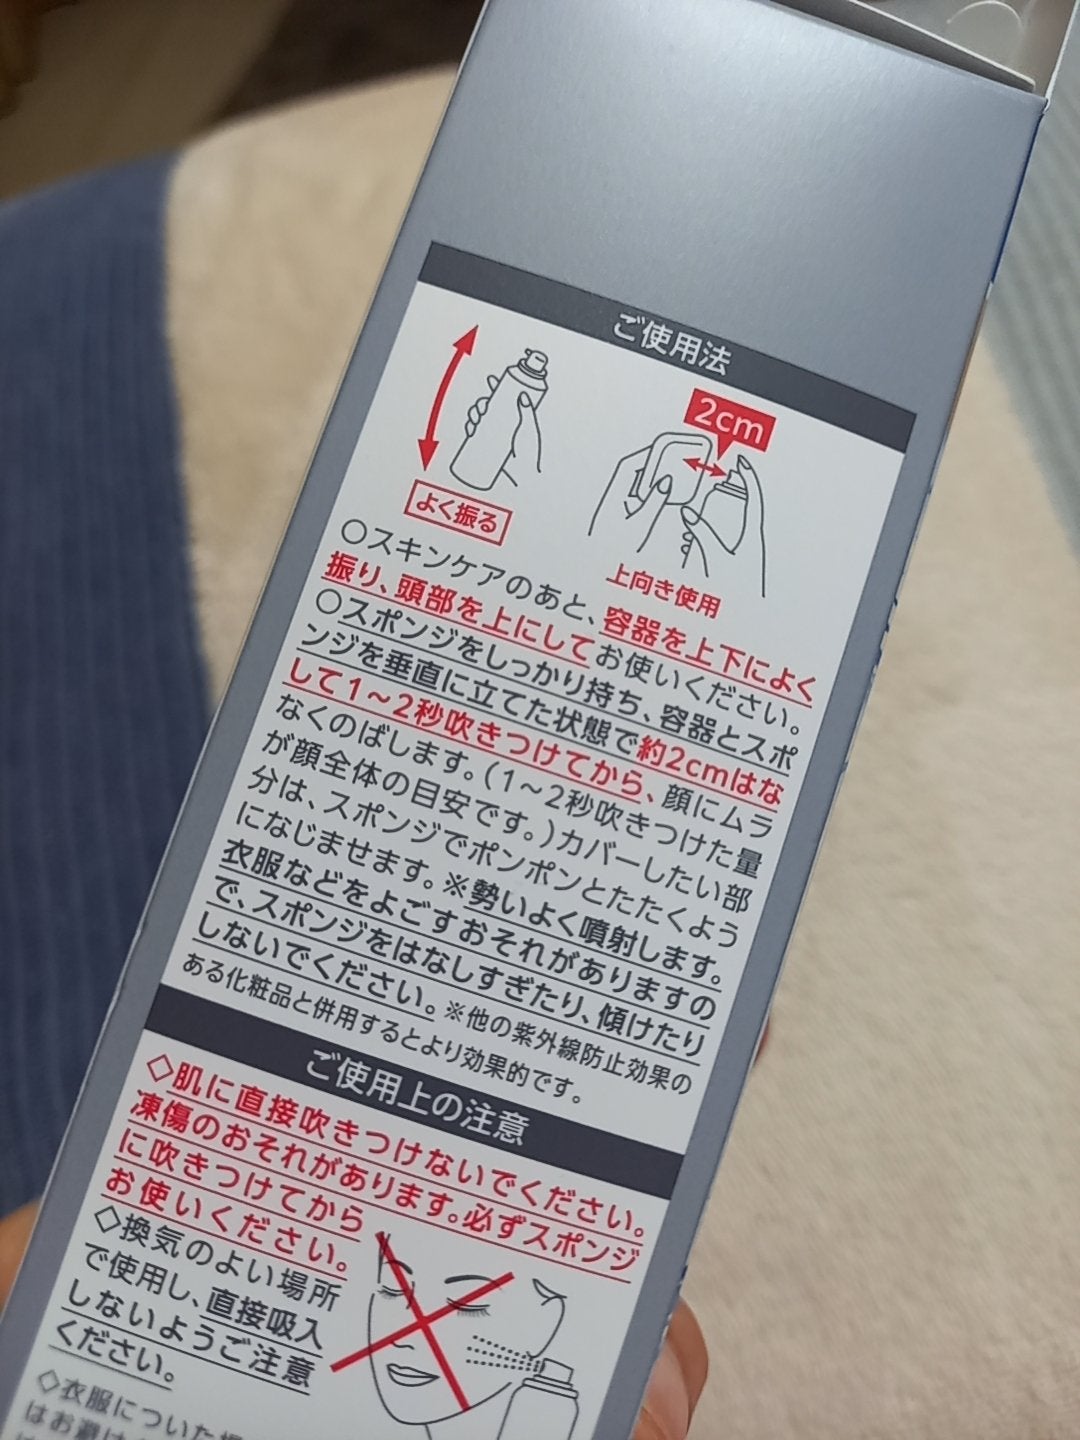 ご使用法
2cm
よく振る
上向き使用
○スキンケアのあと、容器を上下によく
振り、頭部を上にしてお使いください。
○スポンジをしっかり持ち、容器とスポ
ンジを垂直に立てた状態で約2cmはな
して1～2秒吹きつけてから、顔にムラ
なくのばします。(1～2秒吹きつけた量
が顔全体の目安です。)カバーしたい部
分は、スポンジでポンポンとたたくよう
になじませます。※勢いよく噴射します。
衣服などをよごすおそれがありますの
で、スポンジをはなしすぎたり、傾けたり
しないでください。※他の紫外線防止効果の
ある化粧品と併用するとより効果的です。
ご使用上の注意
◇肌に直接吹きつけないでください。
凍傷のおそれがあります。必ずスポンジ
に吹きつけてから
お使いください。
◇換気のよい場所
で使用し、直接吸入
しないようご注意
ください。
◇衣服についた場
はお避け